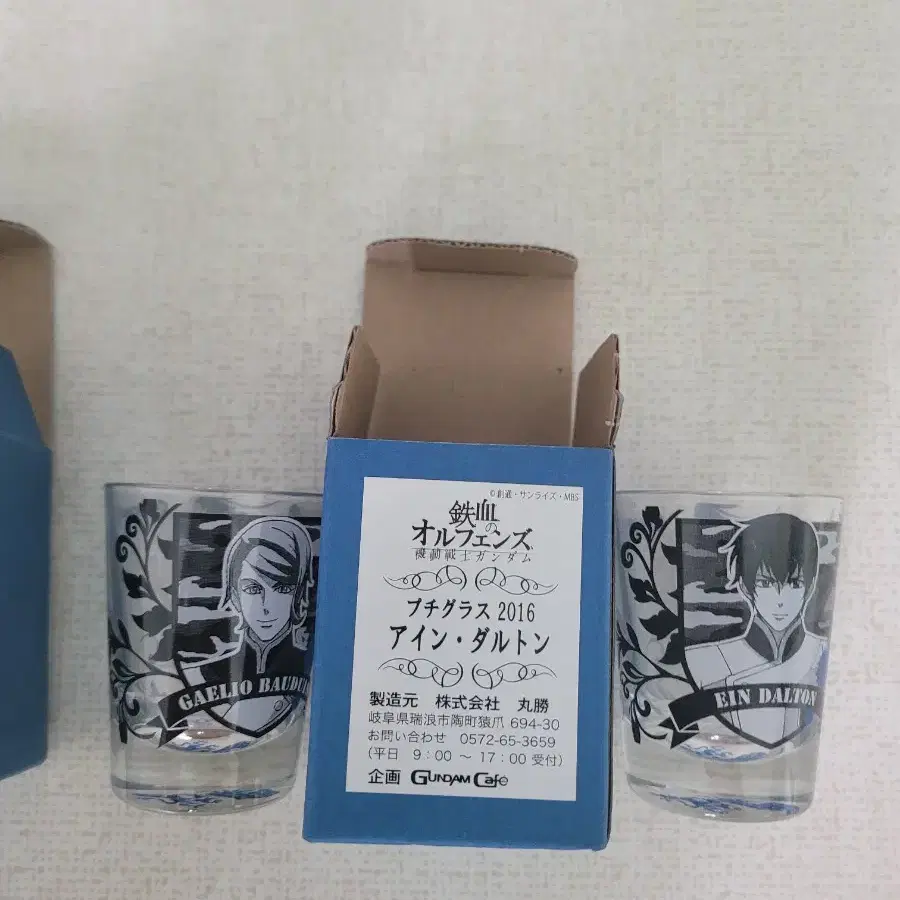 ©創通・サンライズ・MBS
鉄血の
オルフェンズ
機動戦士ガンダム
プチグラス 2016
アイン・ダルトン
製造元 株式会社 丸勝
岐阜県瑞浪市陶町猿爪 694-30
お問い合わせ 0572-65-3659
(平日 9:00 ~ 17:00 受付)
企画 GUNDAM Café
GAELIO BAUDUI
EIN DALTON